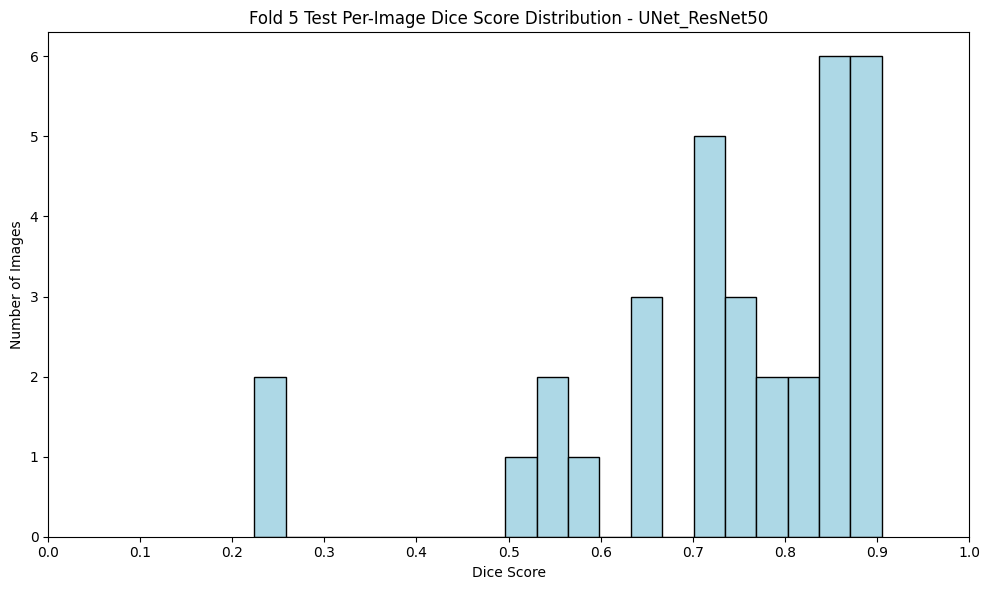 Fold 5 Test Per-Image Dice Score Distribution - UNet_ResNet50
Number of Images
6
5
4
3
2
1
0
0.0 0.1 0.2 0.3 0.4 0.5 0.6 0.7 0.8 0.9 1.0
Dice Score